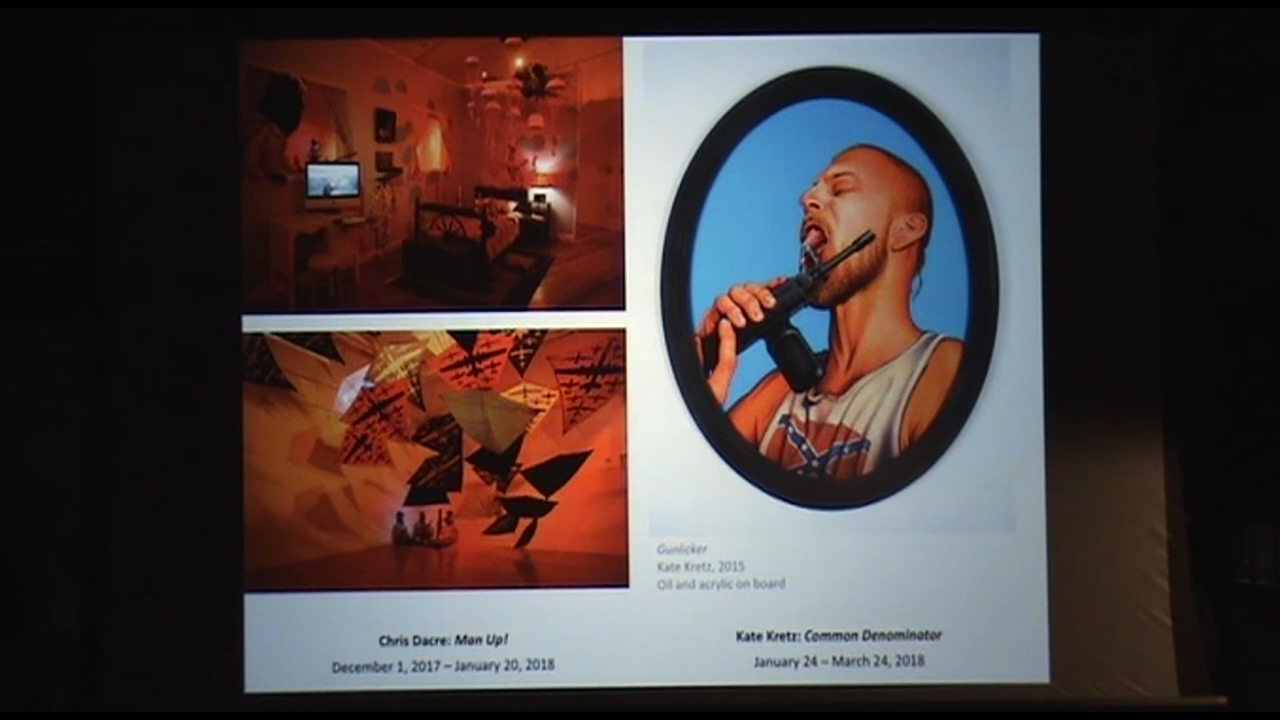 Gunlicker
Kate Kretz, 2015
Oil and acrylic on board
Chris Dacre: Man Up!
December 1, 2017 – January 20, 2018
Kate Kretz: Common Denominator
January 24 – March 24, 2018